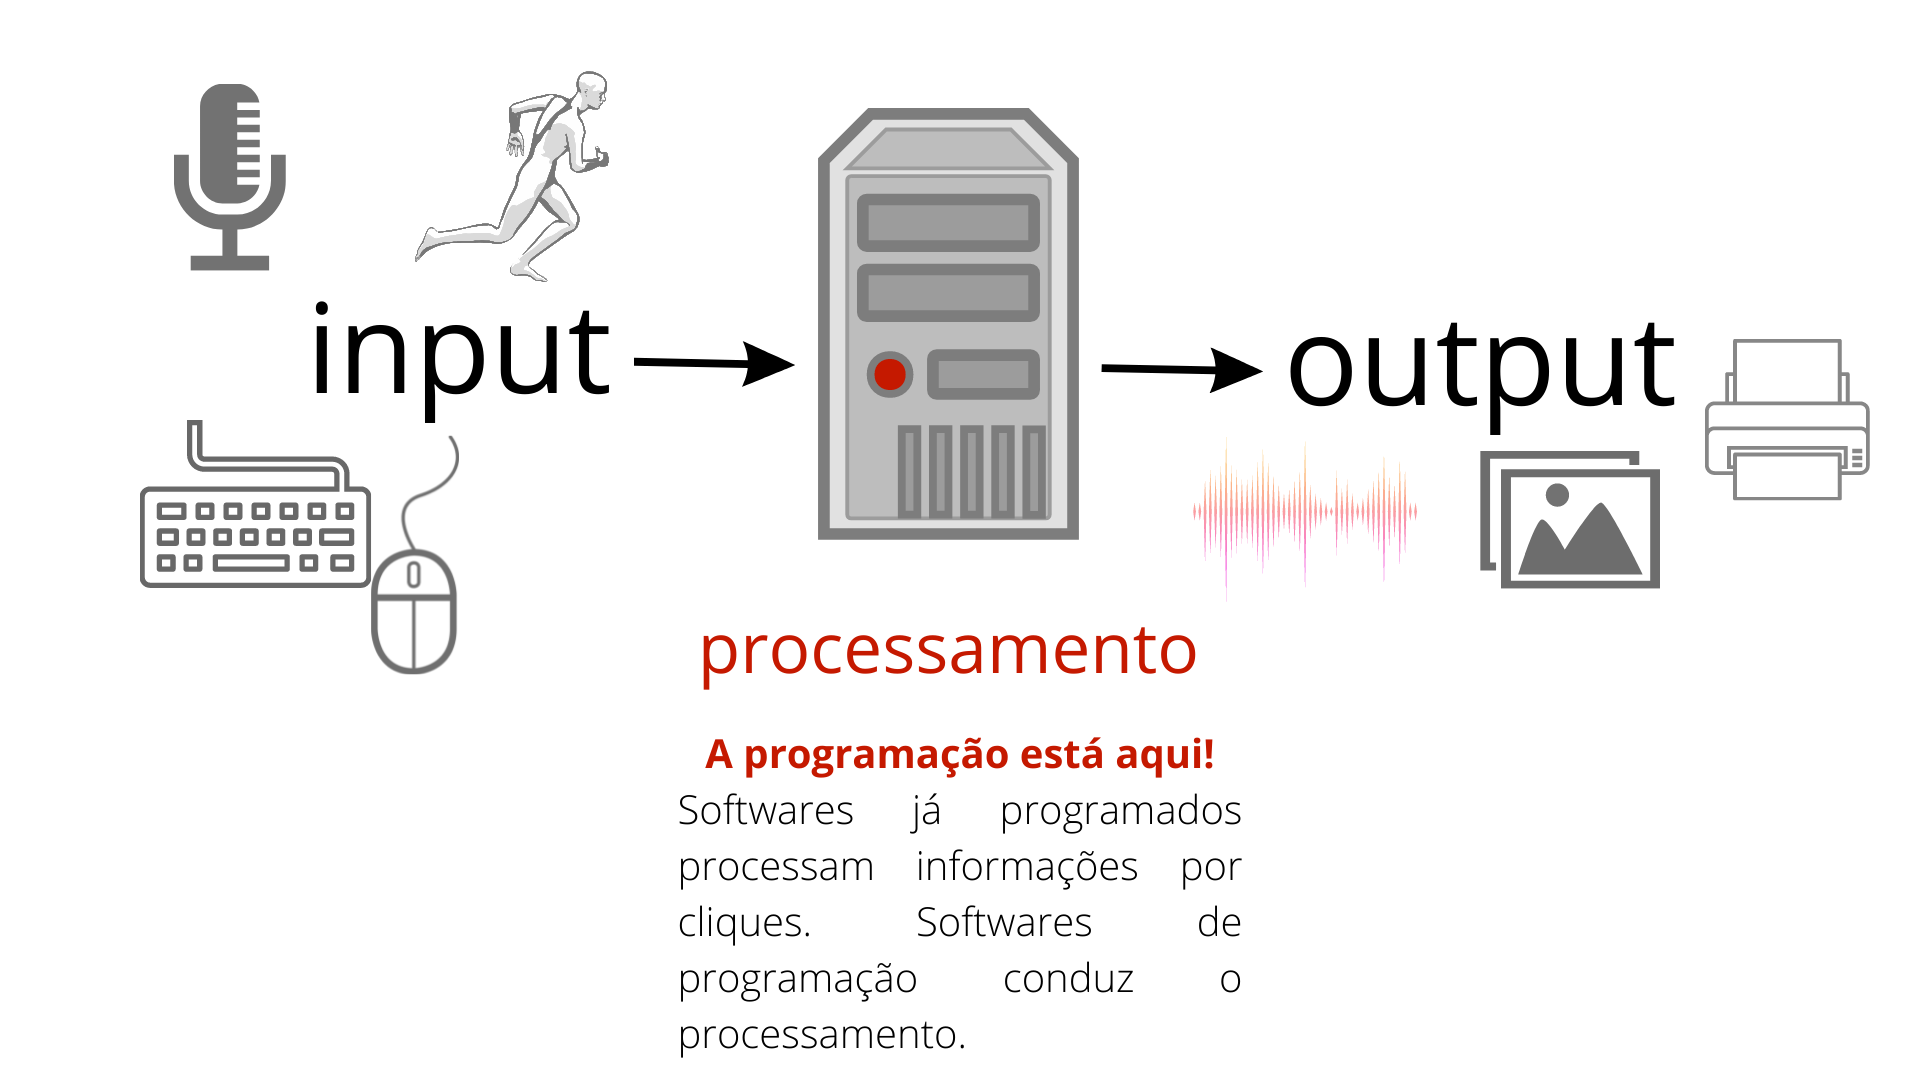 input
output
processamento
A programação está aqui!
Softwares já programados
processam informações por
cliques. Softwares de
programação conduz o
processamento.